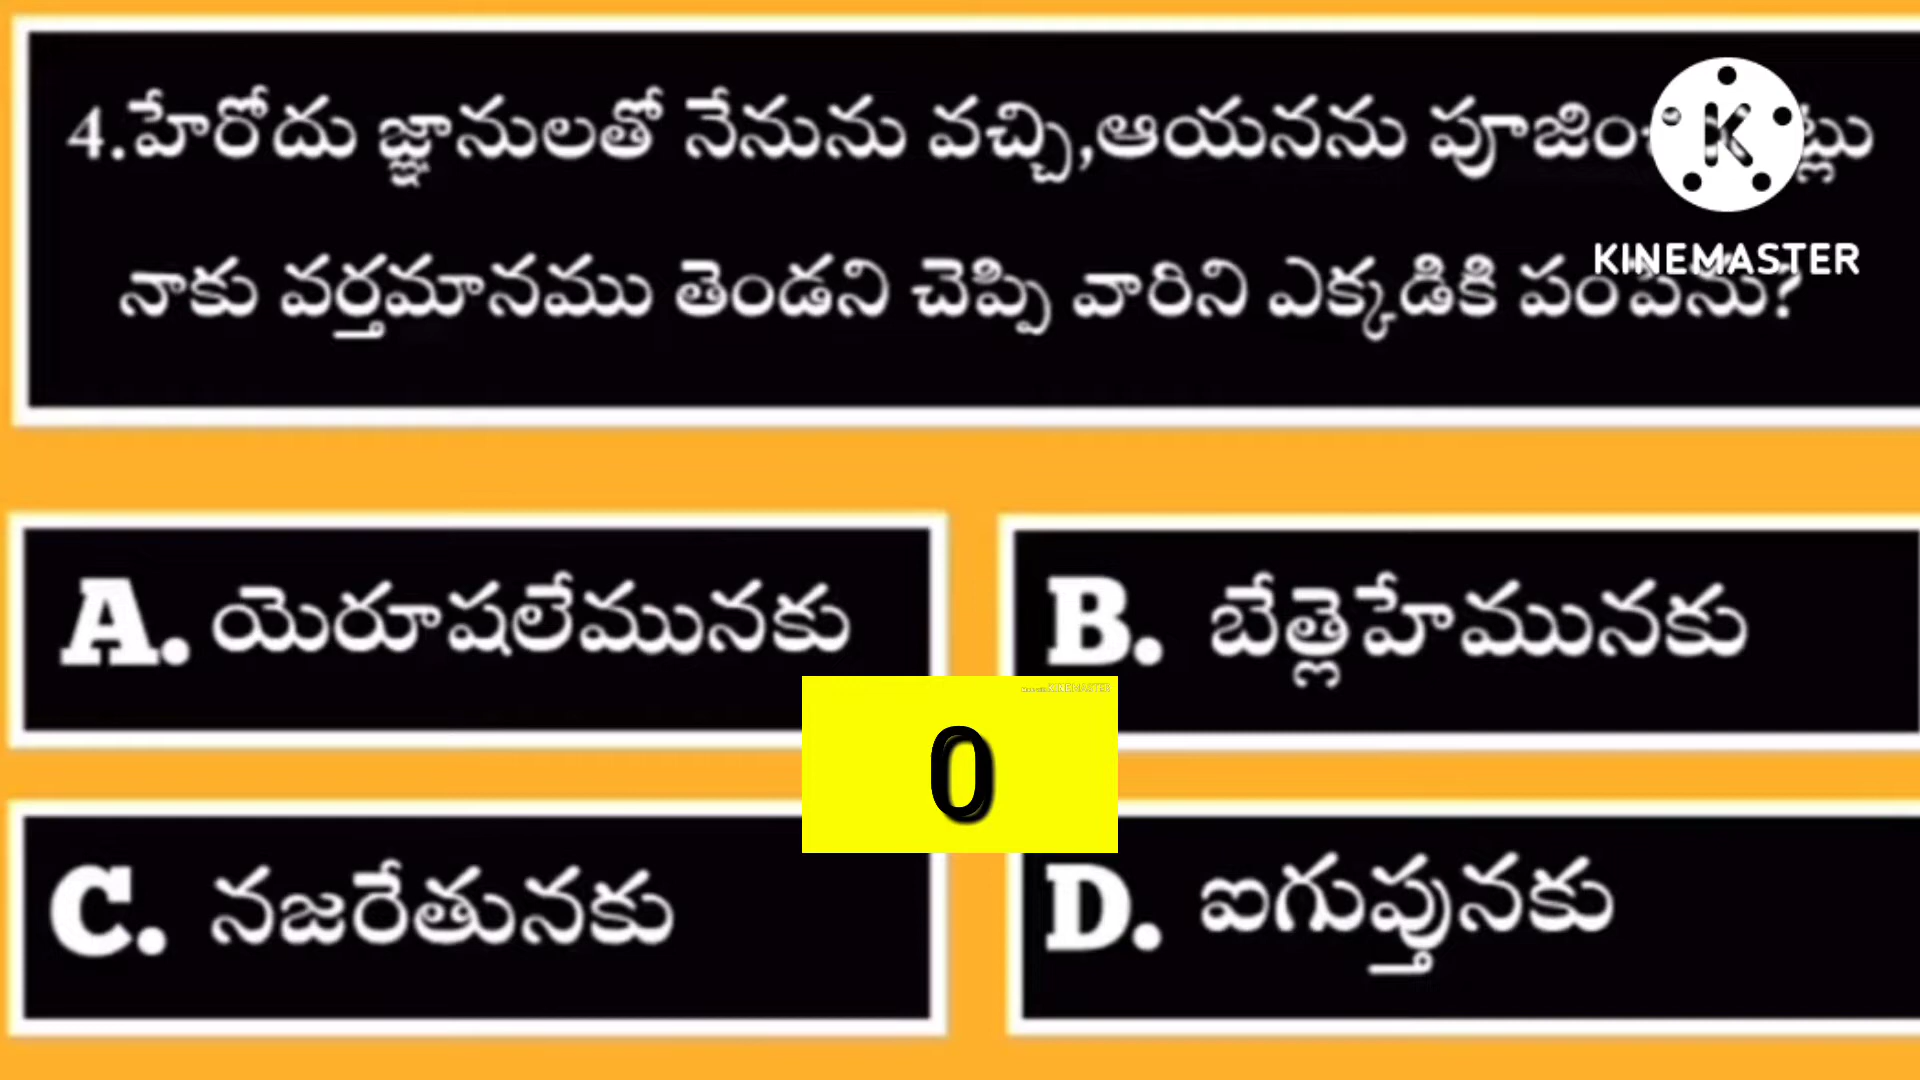 4.హేరోదు జ్ఞానులతో నేనును వచ్చి,ఆయనను
నాకు వర్తమానము తెండని చెప్పి వారిని ఎక్కడికి పంపెను?
KINEMASTER
A. యెరూషలేమునకు
B. బేత్లెహేమునకు
0
C. నజరేతునకు
D. ఐగుప్తునకు